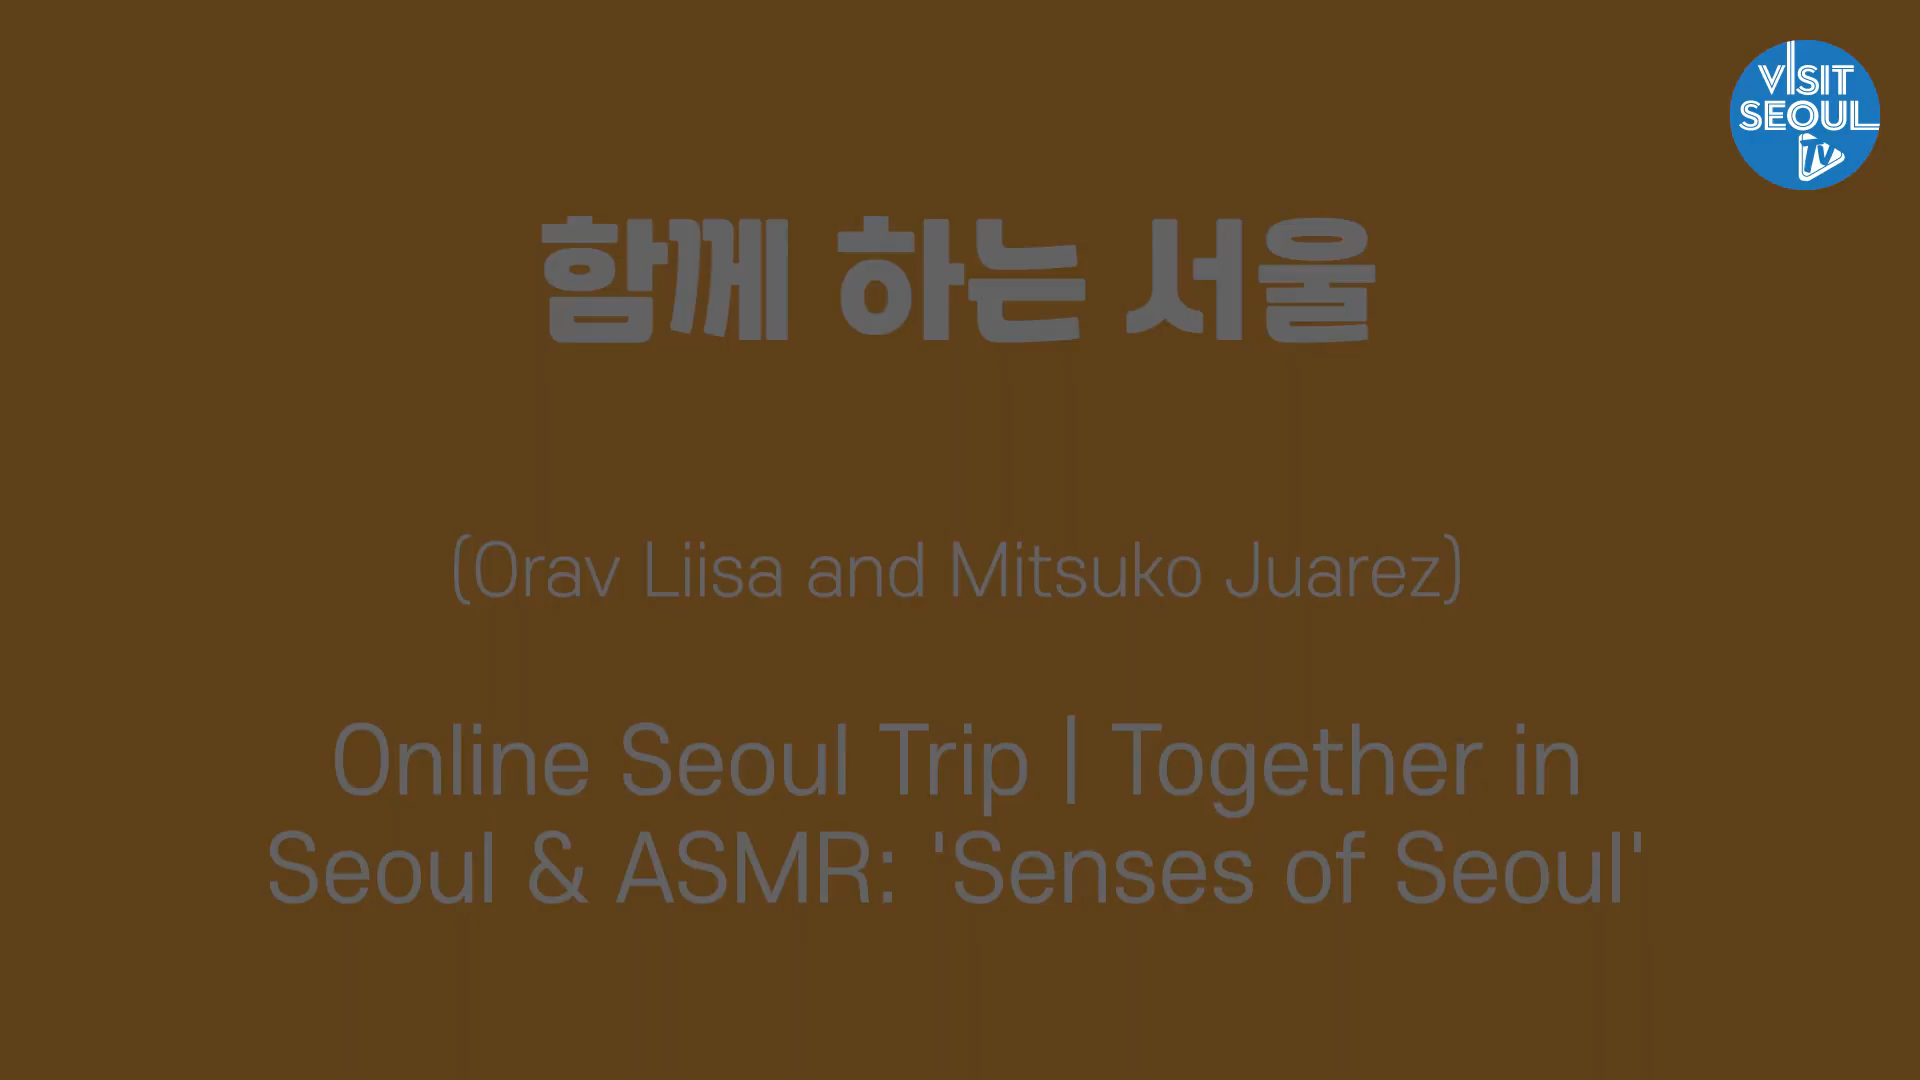 VISIT
SEOUL
TV
함께 하는 서울
(Orav Liisa and Mitsuko Juarez)
Online Seoul Trip | Together in
Seoul & ASMR: 'Senses of Seoul'